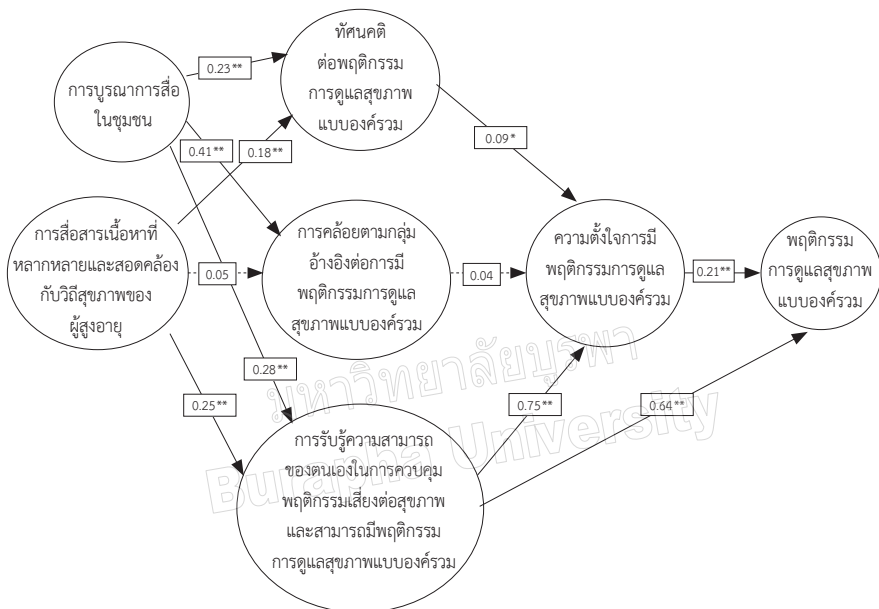 การบูรณาการสื่อ
ในชุมชน
ทัศนคติ
ต่อพฤติกรรม
การดูแลสุขภาพ
แบบองค์รวม
0.23**
0.41**
0.18**
0.09*
การสื่อสารเนื้อหาที่
หลากหลายและสอดคล้อง
กับวิถีสุขภาพของ
ผู้สูงอายุ
0.05
การคล้อยตามกลุ่ม
อ้างอิงต่อการมี
พฤติกรรมการดูแล
สุขภาพแบบองค์รวม
0.04
ความตั้งใจการมี
พฤติกรรมการดูแล
สุขภาพแบบองค์รวม
0.21**
พฤติกรรม
การดูแลสุขภาพ
แบบองค์รวม
0.28**
0.25**
0.75**
0.64**
การรับรู้ความสามารถ
ของตนเองในการควบคุม
พฤติกรรมเสี่ยงต่อสุขภาพ
และสามารถมีพฤติกรรม
การดูแลสุขภาพแบบองค์รวม
มหาวิทยาลัยบูรพา
Burapha University